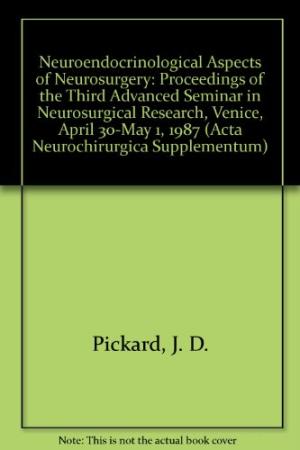 Neuroendocrinological Aspects
of Neurosurgery: Proceedings of
the Third Advanced Seminar in
Neurosurgical Research, Venice,
April 30-May 1, 1987 (Acta
Neurochirurgica Supplementum)
Pickard, J. D.
Note: This is not the actual book cover